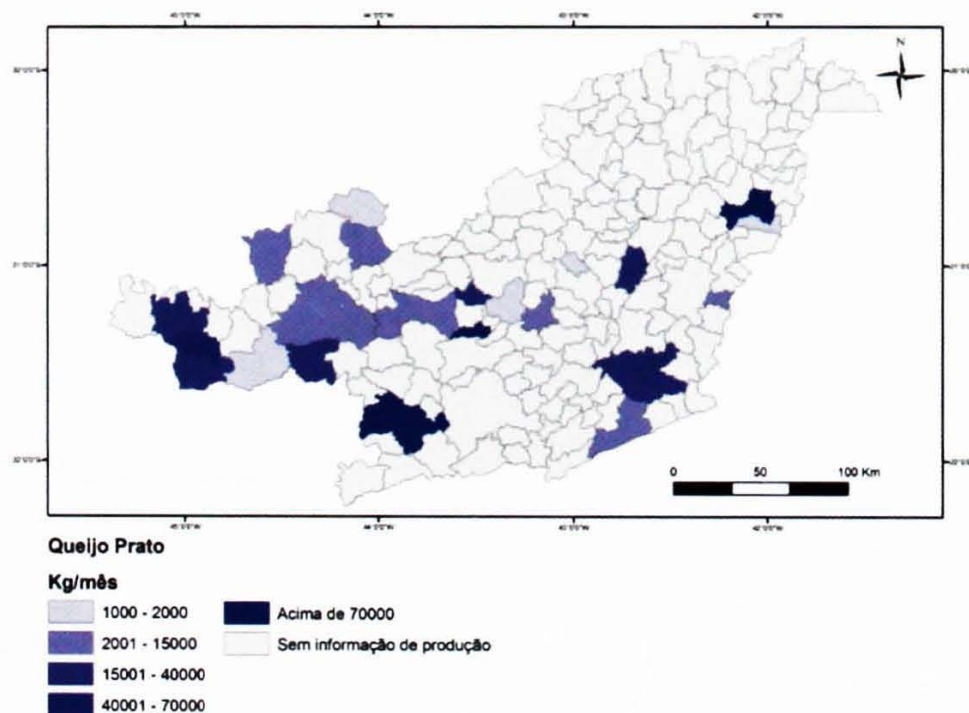 N
0 50 100 Km
Queijo Prato
Kg/mês
1000 - 2000
2001 - 15000
15001 - 40000
40001 - 70000
Acima de 70000
Sem informação de produção